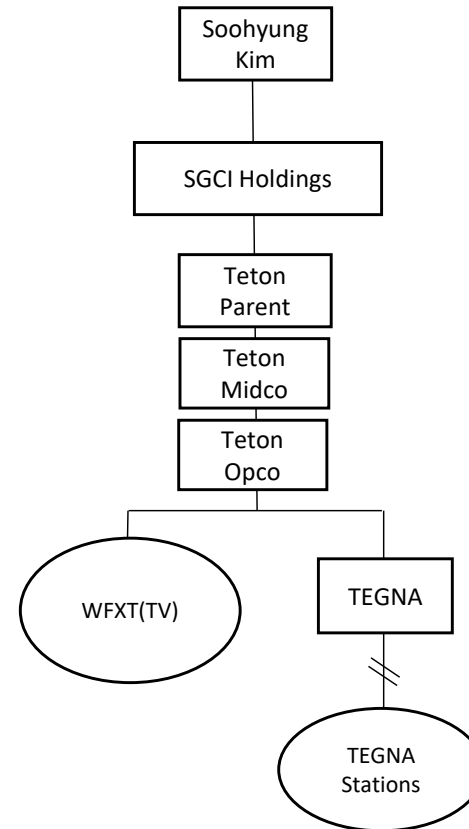 Soohyung
Kim
SGCI Holdings
Teton
Parent
Teton
Midco
Teton
Opco
WFXT(TV)
TEGNA
TEGNA
Stations